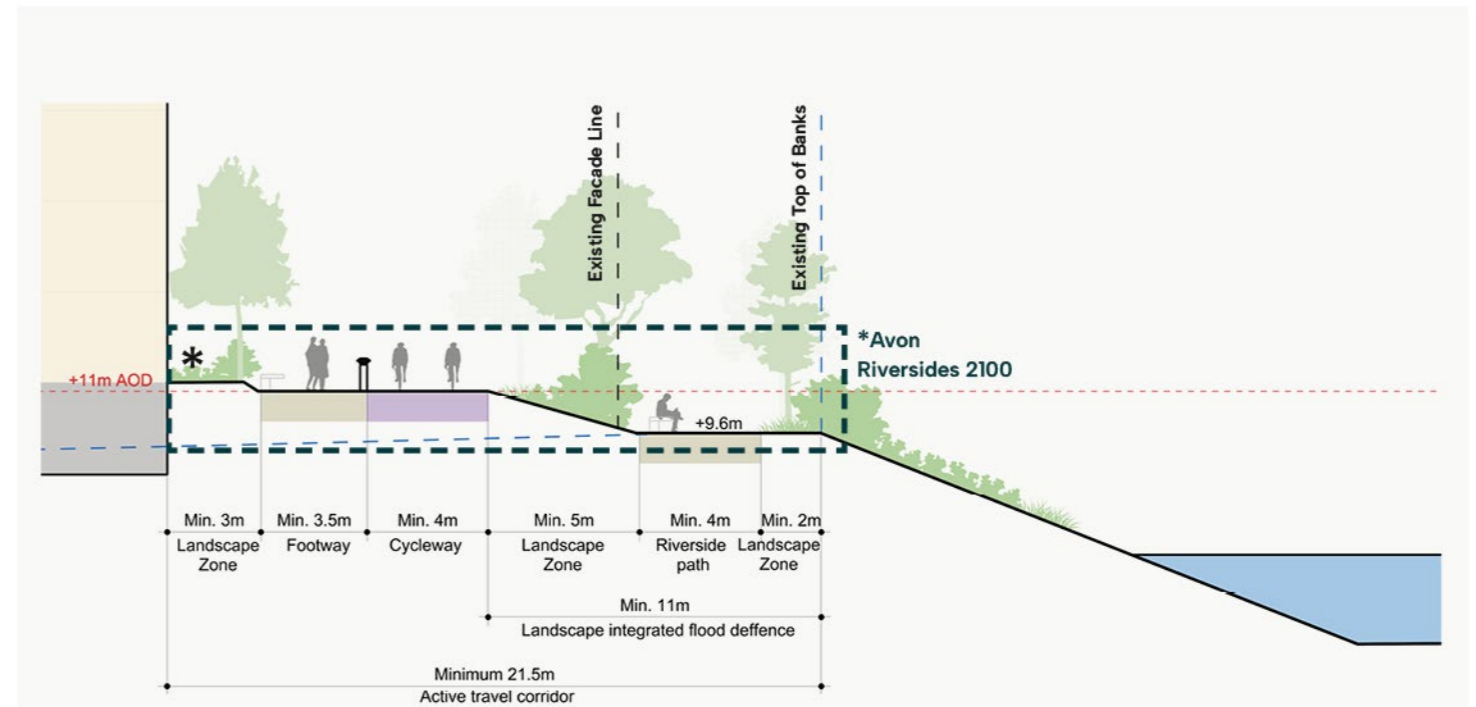 Existing Facade Line
Existing Top of Banks
*
*Avon
Riversides 2100
+11m AOD
+9.6m
Min. 3m
Landscape
Zone
Min. 3.5m
Footway
Min. 4m
Cycleway
Min. 5m
Landscape
Zone
Min. 4m
Riverside
path
Min. 2m
Landscape
Zone
Min. 11m
Landscape integrated flood deffence
Minimum 21.5m
Active travel corridor